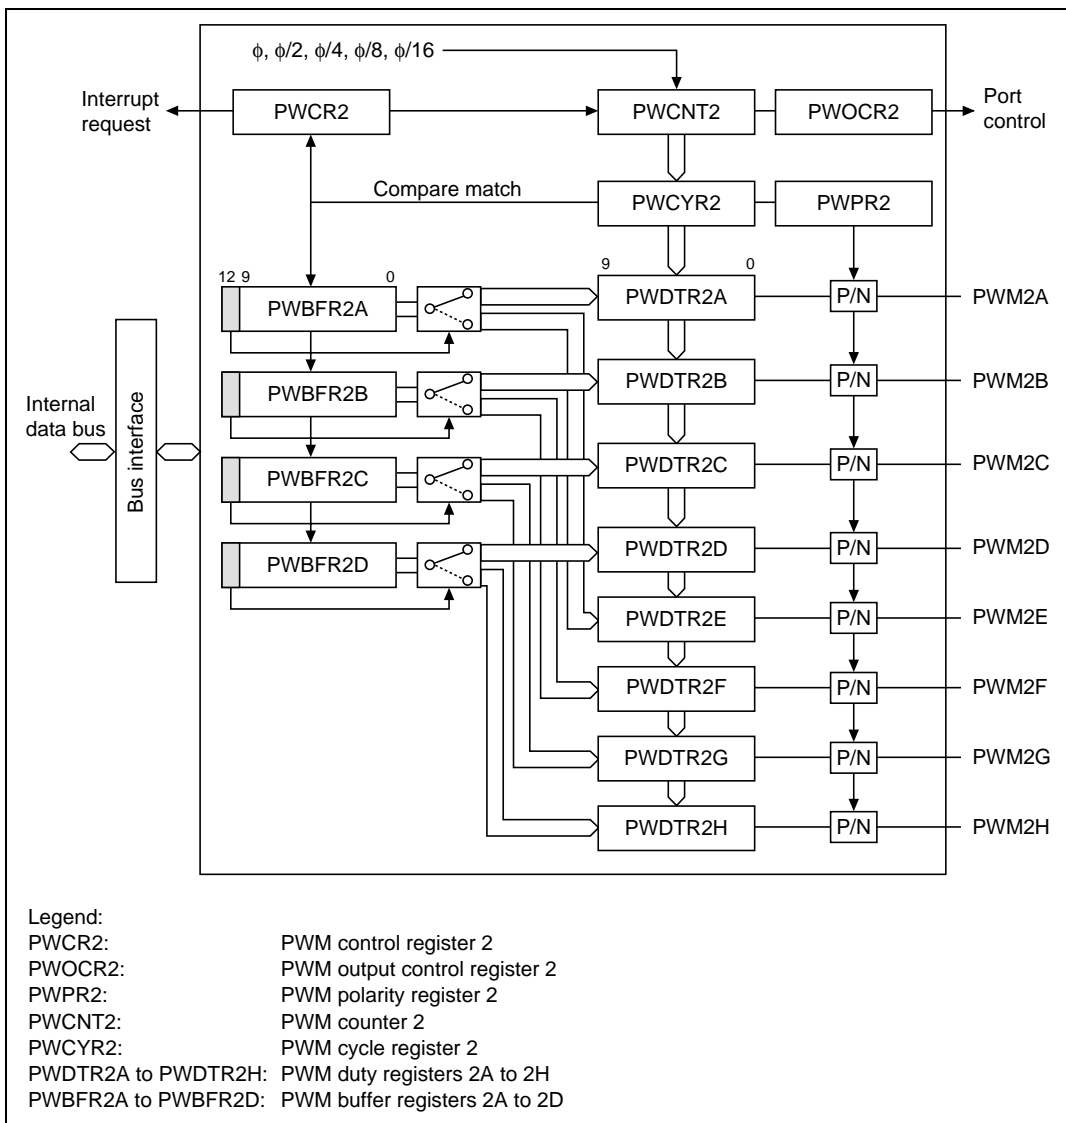 ϕ, ϕ/2, ϕ/4, ϕ/8, ϕ/16
Interrupt
request
PWCR2
PWCNT2
PWOCR2
Port
control
Compare match
PWCYR2
PWPR2
12 9 0
9 0
PWBFR2A
PWDTR2A
P/N
PWM2A
PWBFR2B
PWDTR2B
P/N
PWM2B
Internal
data bus
Bus interface
PWBFR2C
PWDTR2C
P/N
PWM2C
PWBFR2D
PWDTR2D
P/N
PWM2D
PWDTR2E
P/N
PWM2E
PWDTR2F
P/N
PWM2F
PWDTR2G
P/N
PWM2G
PWDTR2H
P/N
PWM2H
Legend:
PWCR2: PWM control register 2
PWOCR2: PWM output control register 2
PWPR2: PWM polarity register 2
PWCNT2: PWM counter 2
PWCYR2: PWM cycle register 2
PWDTR2A to PWDTR2H: PWM duty registers 2A to 2H
PWBFR2A to PWBFR2D: PWM buffer registers 2A to 2D